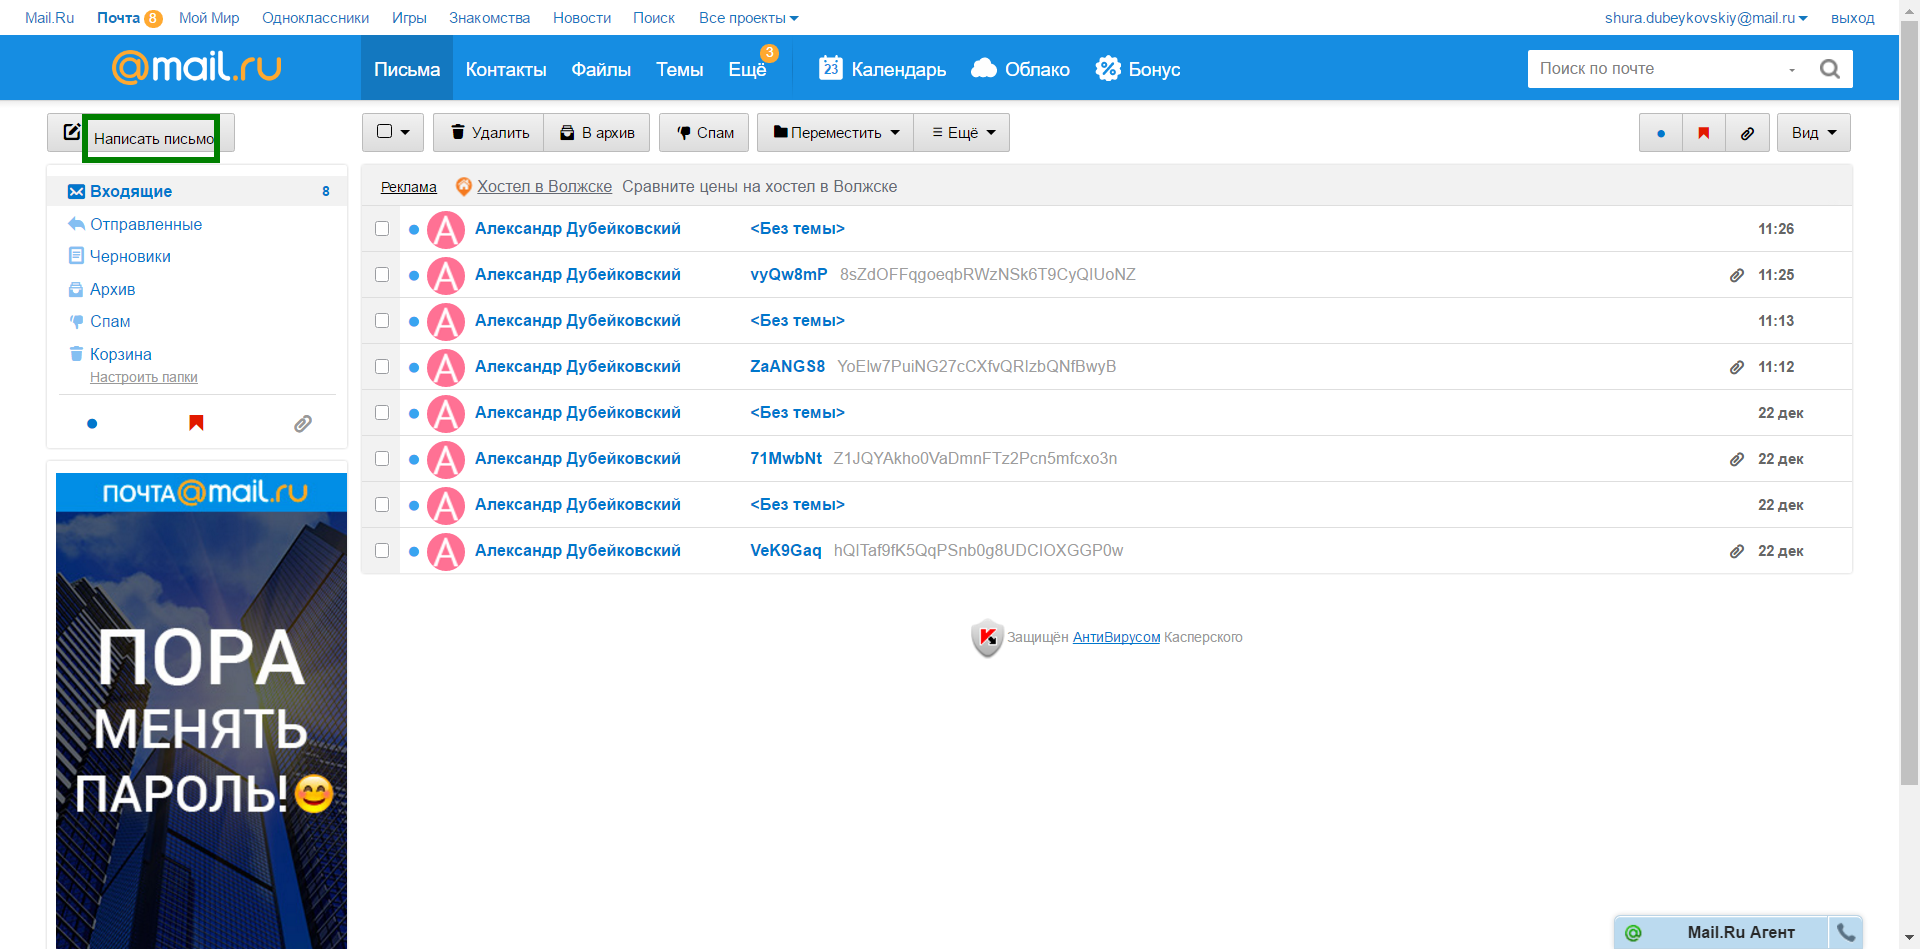 Mail.Ru Почта 8 Мой Мир Одноклассники Игры Знакомства Новости Поиск Все проекты shura.dubeykovskiy@mail.ru выход
@mail.ru Письма Контакты Файлы Темы Ещё 3 23 Календарь Облако Бонус Поиск по почте
Написать письмо Удалить В архив Спам Переместить Ещё Вид
Входящие 8
Отправленные
Черновики
Архив
Спам
Корзина
Настроить папки
ПОЧТА@mail.ru
ПОРА
МЕНЯТЬ
ПАРОЛЬ!
Реклама Хостел в Волжске Сравните цены на хостел в Волжске
А Александр Дубейковский <Без темы> 11:26
А Александр Дубейковский vyQw8mP 8sZdOFFqgoeqbRWzNSk6T9CyQIUoNZ 11:25
А Александр Дубейковский <Без темы> 11:13
А Александр Дубейковский ZaANGS8 YoElw7PuiNG27cCXfvQRlzbQNfBwyB 11:12
А Александр Дубейковский <Без темы> 22 дек
А Александр Дубейковский 71MwbNt Z1JQYAkho0VaDmnFTz2Pcn5mfcxo3n 22 дек
А Александр Дубейковский <Без темы> 22 дек
А Александр Дубейковский VeK9Gaq hQITaf9fK5QqPSnb0g8UDCIOXGGP0w 22 дек
Защищён АнтиВирусом Касперского
@ Mail.Ru Агент